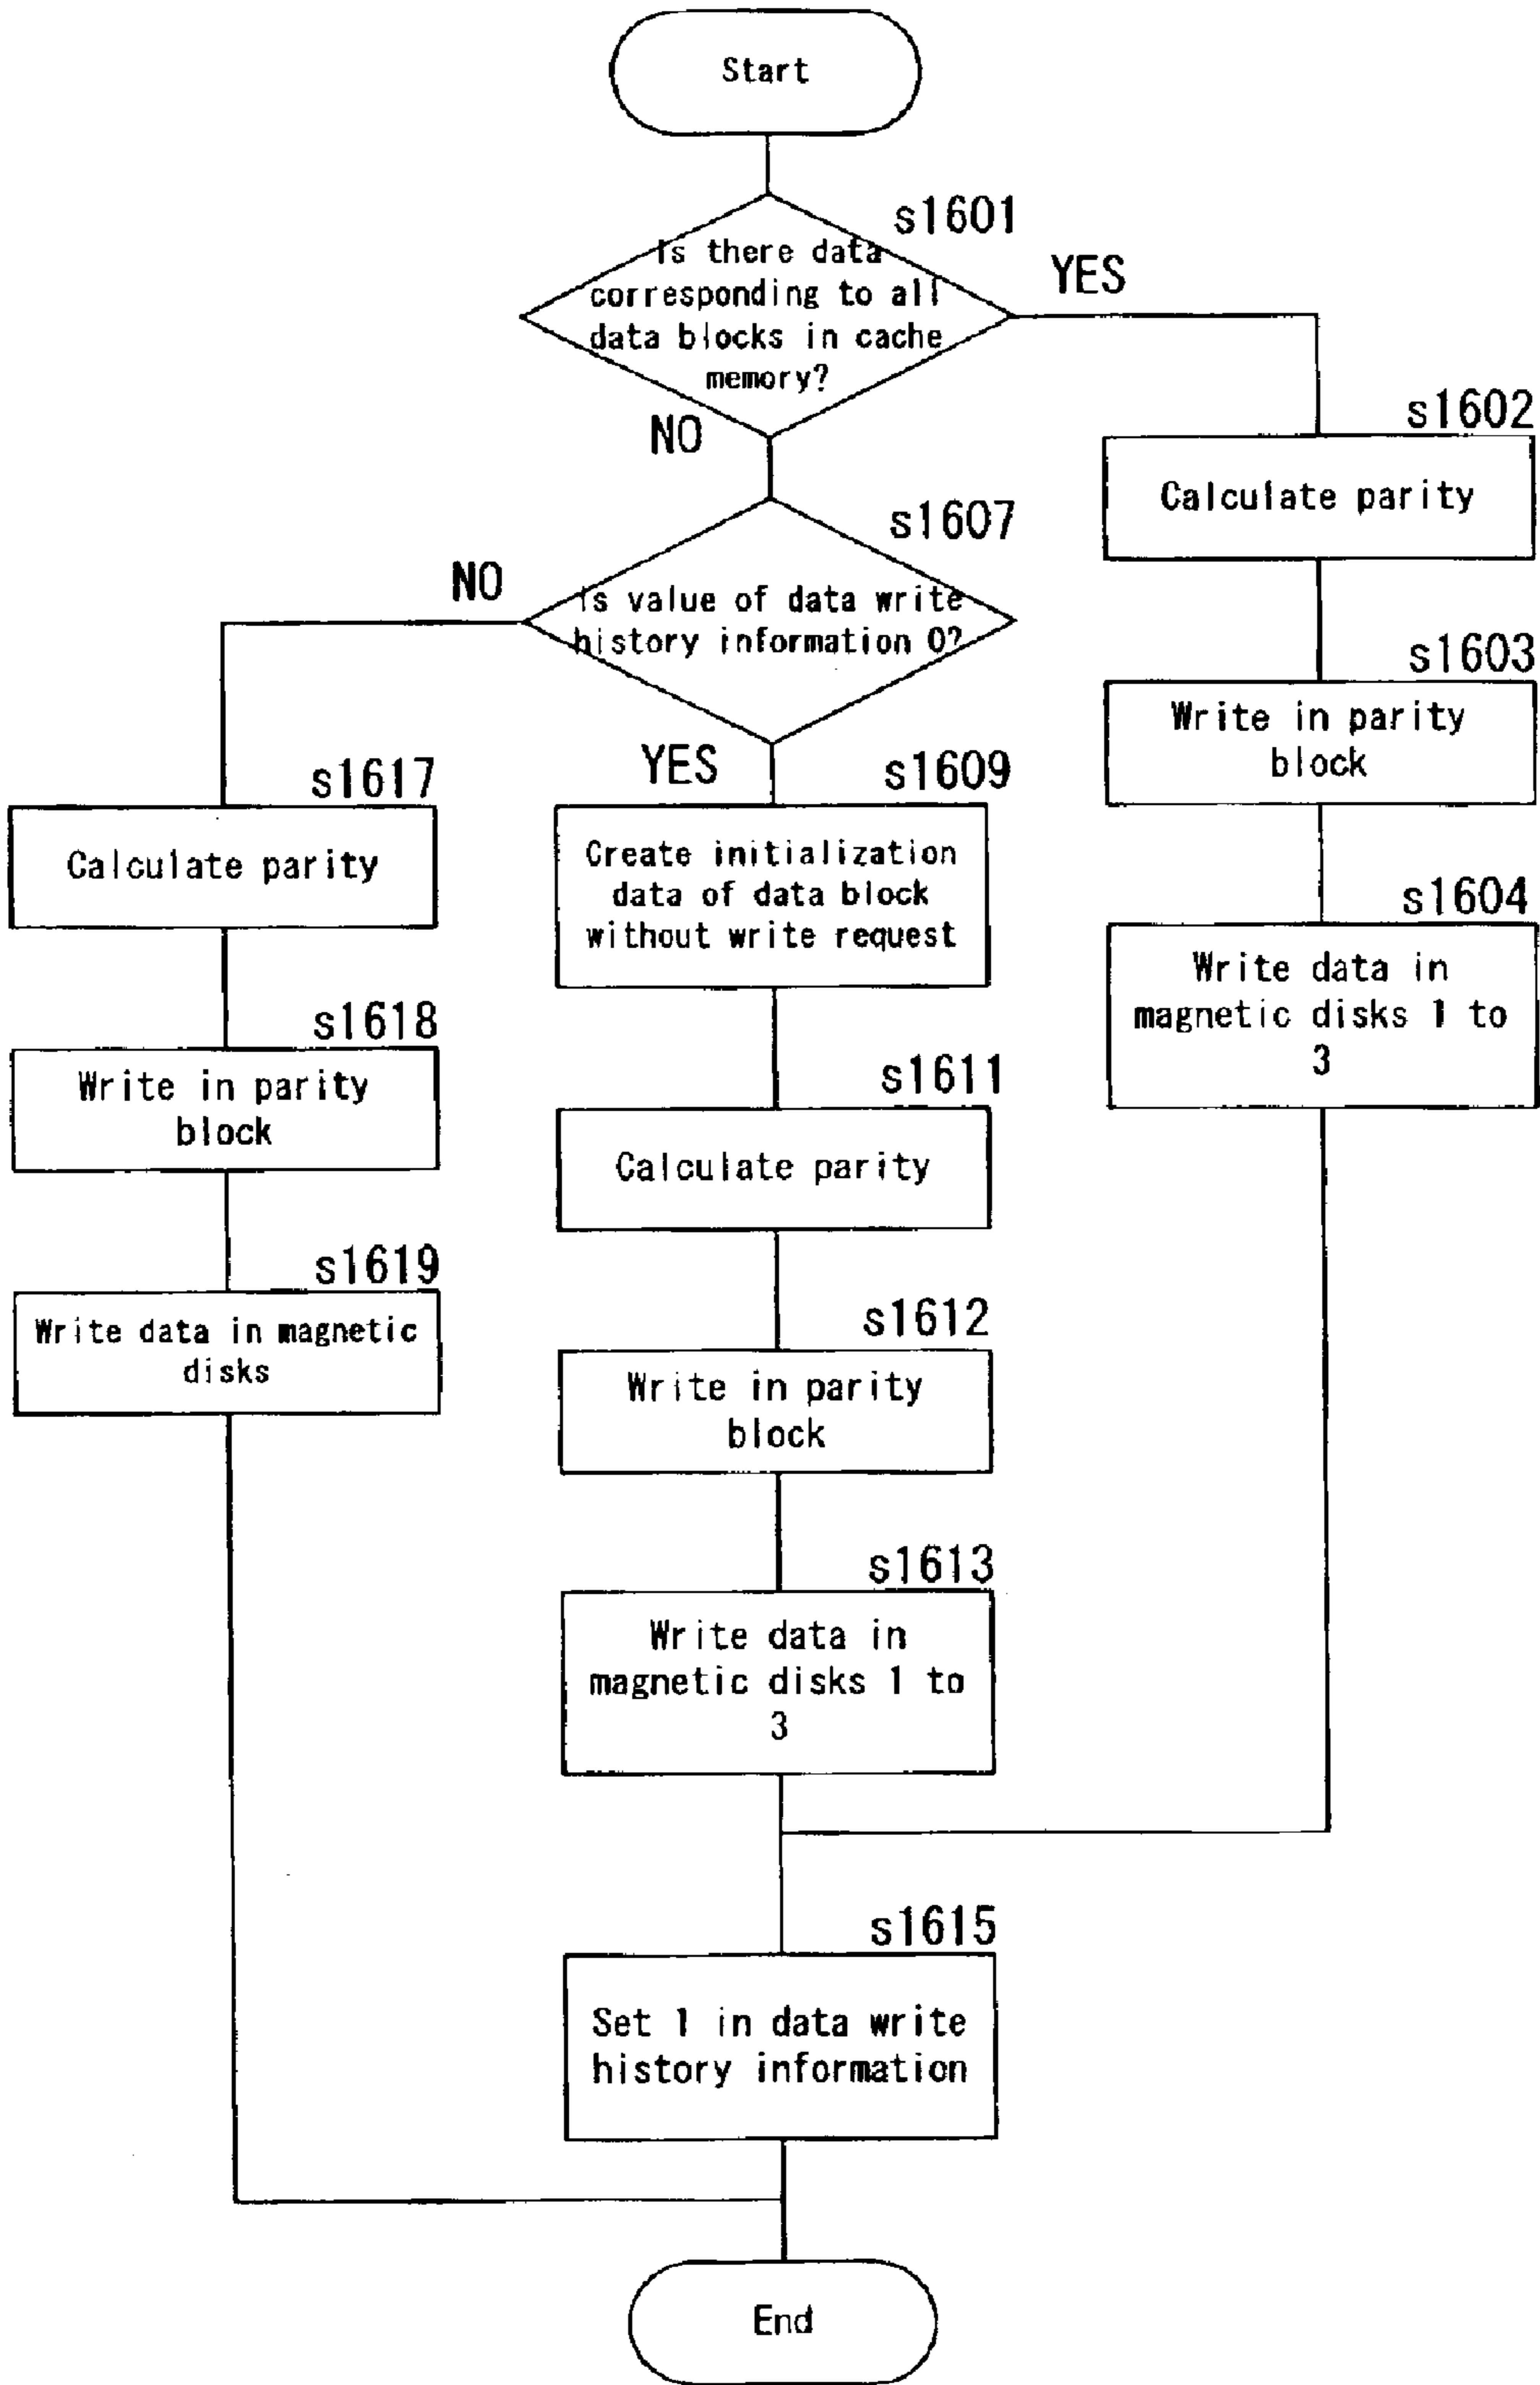 Start
s1601
Is there data
corresponding to all
data blocks in cache
memory?
YES
NO
s1602
Calculate parity
s1607
NO
Is value of data write
history information 0?
YES
s1603
Write in parity
block
s1617
Calculate parity
s1609
Create initialization
data of data block
without write request
s1604
Write data in
magnetic disks 1 to
3
s1618
Write in parity
block
s1611
Calculate parity
s1619
Write data in magnetic
disks
s1612
Write in parity
block
s1613
Write data in
magnetic disks 1 to
3
s1615
Set 1 in data write
history information
End